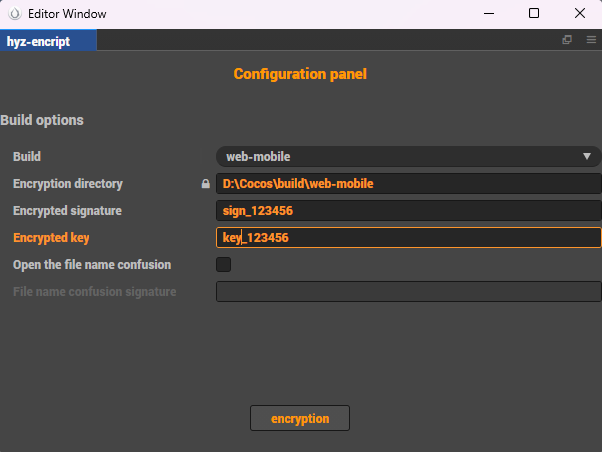 Editor Window
hyz-encript
Configuration panel
Build options
Build web-mobile
Encryption directory D:\Cocos\build\web-mobile
Encrypted signature sign_123456
Encrypted key key_123456
Open the file name confusion
File name confusion signature
encryption